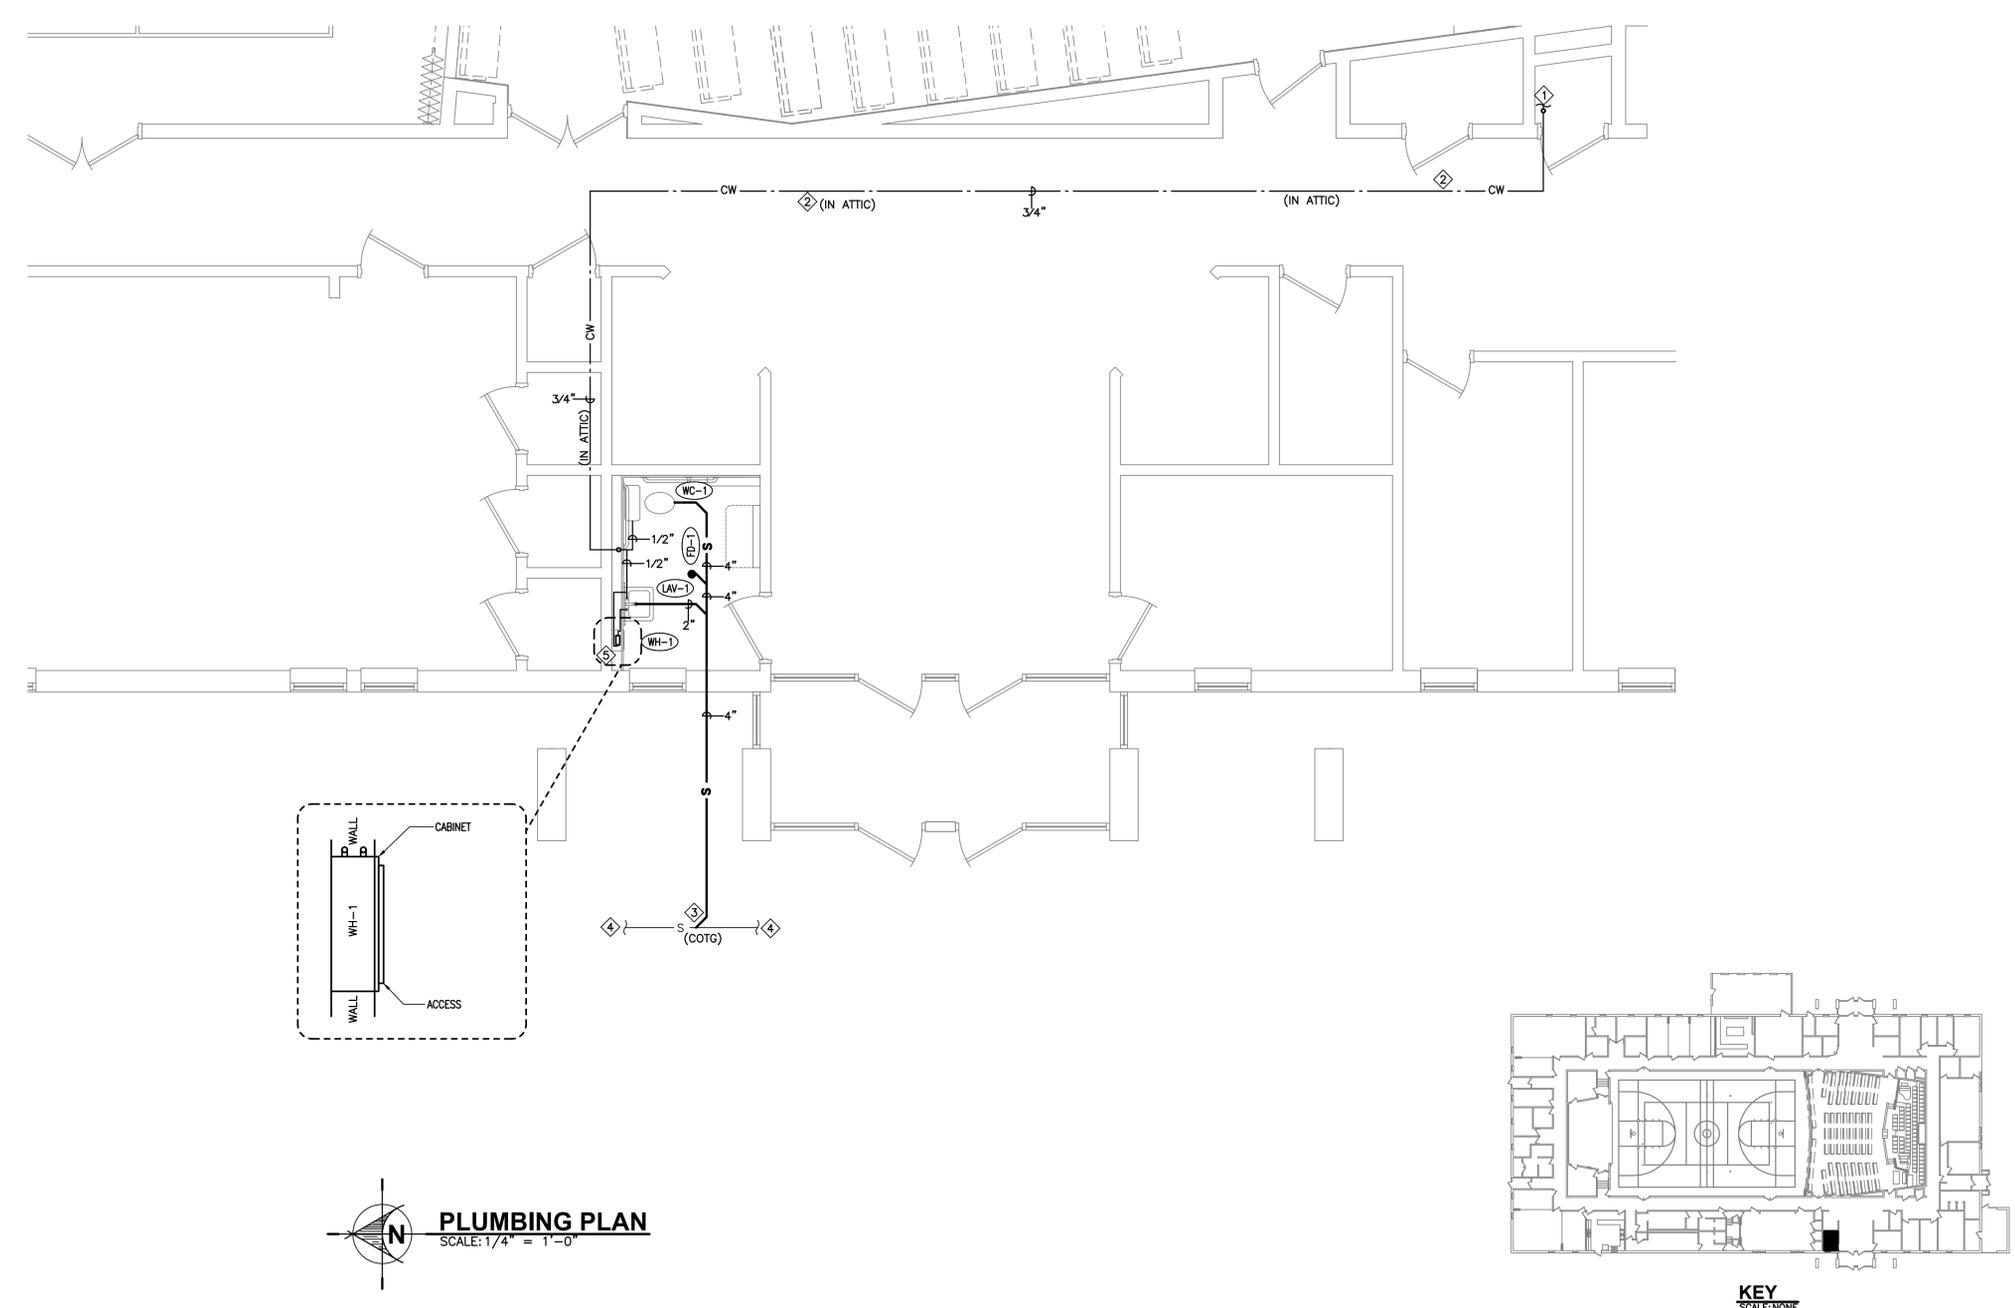 1
2
CW
2 (IN ATTIC)
3/4"
(IN ATTIC)
CW
CW
3/4"
(IN ATTIC)
WC-1
1/2"
FD-1
S
1/2"
4"
LAV-1
4"
2"
WH-1
5
4"
S
WALL
CABINET
WH-1
WALL
ACCESS
3
4
S
4
(COTG)
N
PLUMBING PLAN
SCALE: 1/4" = 1'-0"
KEY
SCALE: NONE